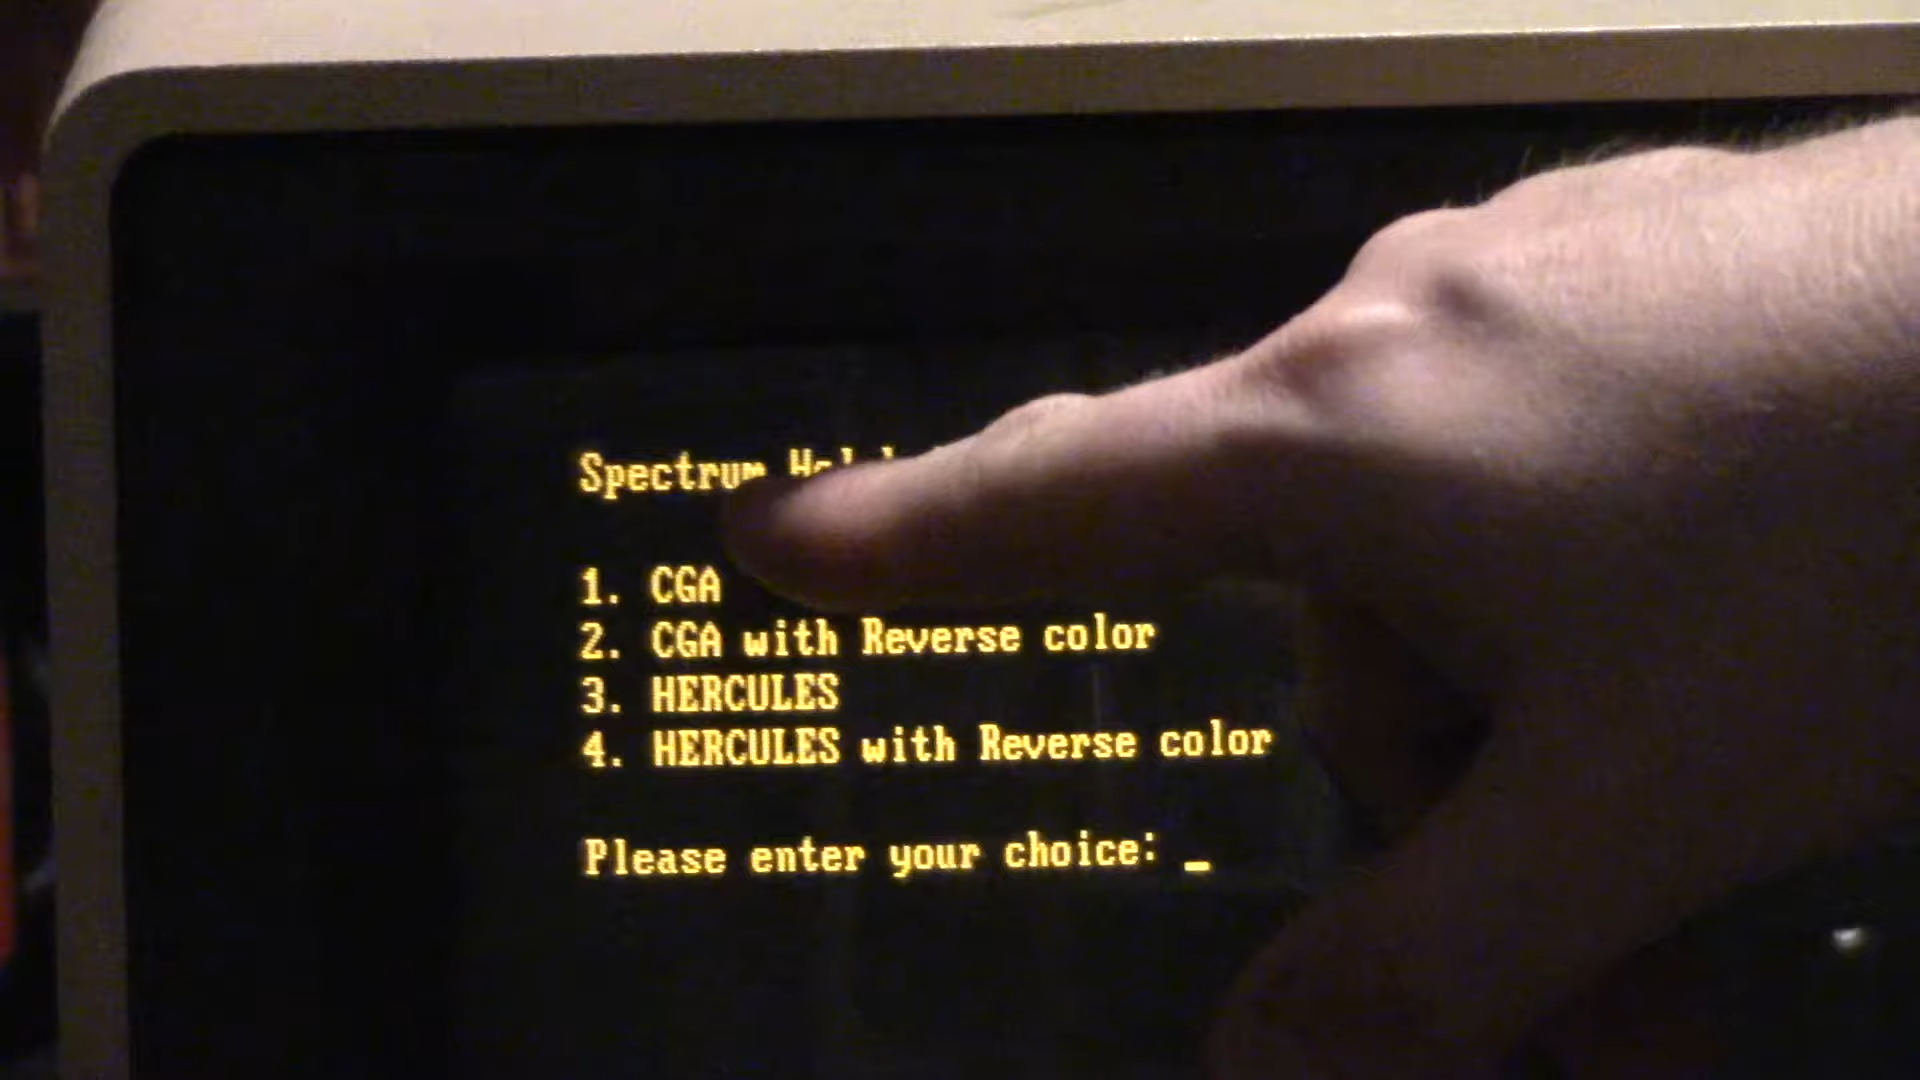 Spectrum
1. CGA
2. CGA with Reverse color
3. HERCULES
4. HERCULES with Reverse color
Please enter your choice: _